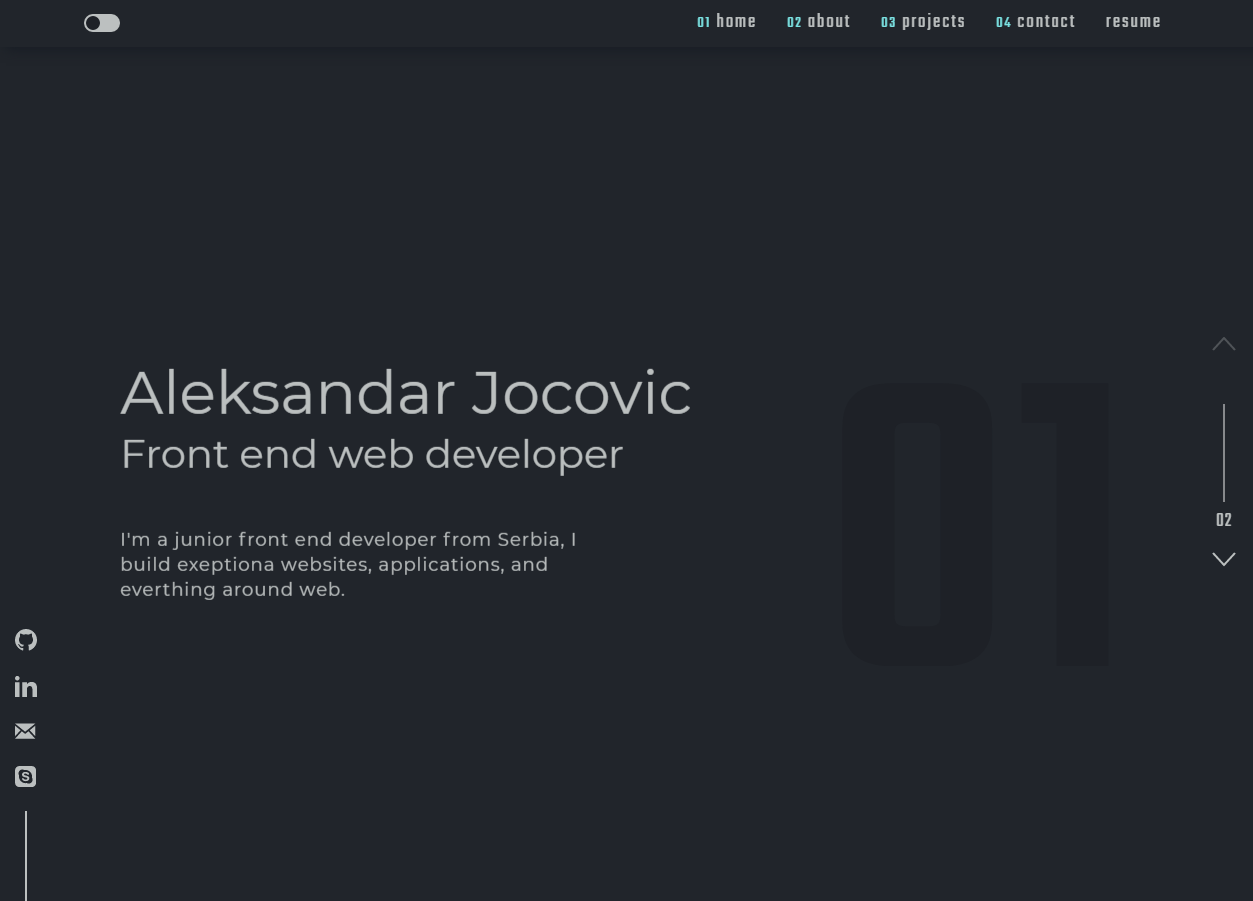 01 home 02 about 03 projects 04 contact resume
Aleksandar Jocovic
Front end web developer
I'm a junior front end developer from Serbia, I
build exeptiona websites, applications, and
everthing around web.
01
02